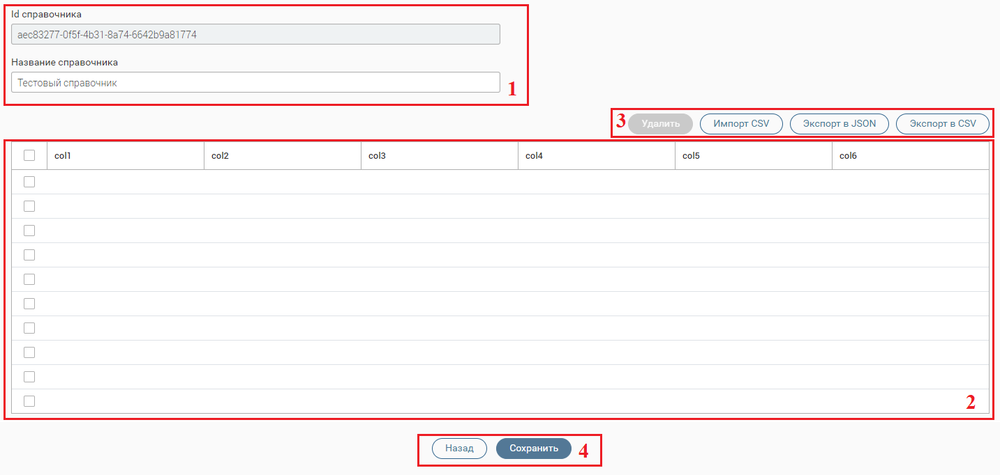 Id справочника
aec83277-0f5f-4b31-8a74-6642b9a81774
Название справочника
Тестовый справочник
1
3 Удалить Импорт CSV Экспорт в JSON Экспорт в CSV
col1 col2 col3 col4 col5 col6
2
Назад Сохранить 4